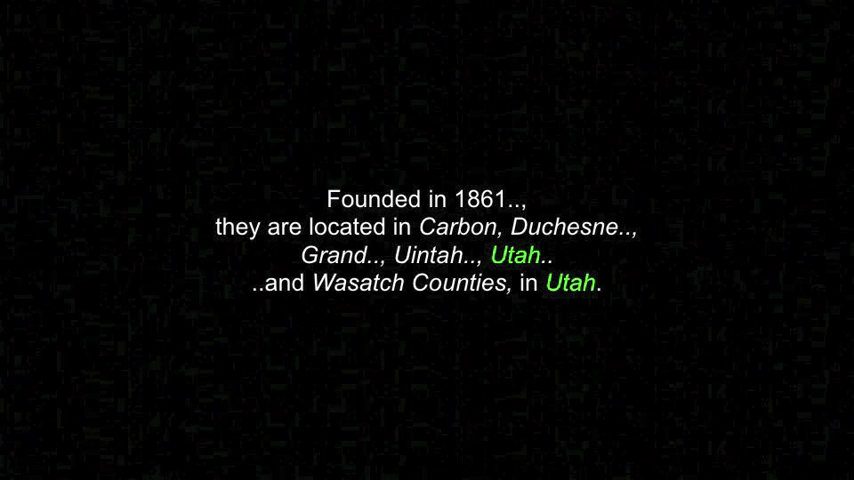 Founded in 1861..,
they are located in Carbon, Duchesne..,
Grand.., Uintah.., Utah..
..and Wasatch Counties, in Utah.